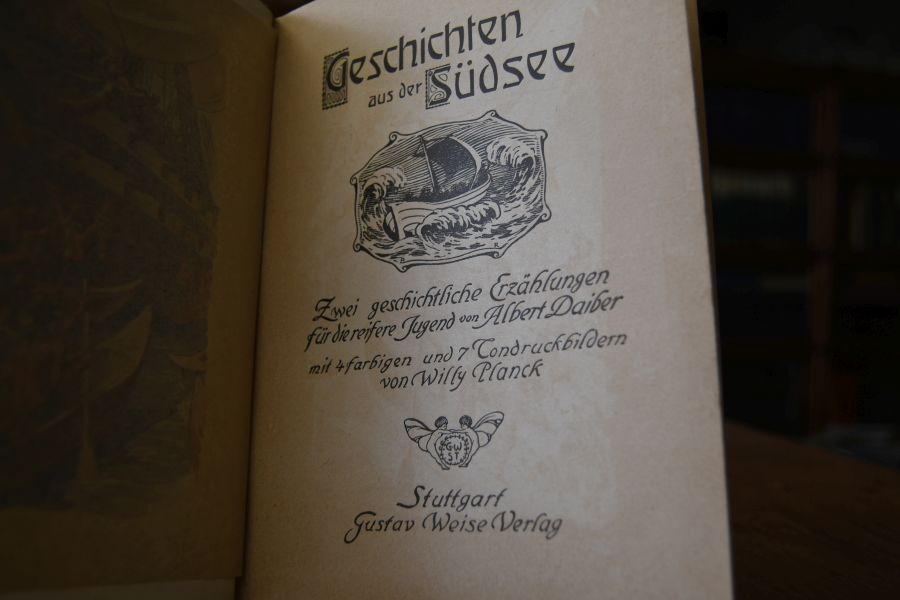 Geschichten
aus der Südsee
Zwei geschichtliche Erzählungen
für die reifere Jugend von Albert Daiber
mit 4 farbigen und 7 Tondruckbildern
von Willy Planck
G W
ST
Stuttgart
Gustav Weise Verlag